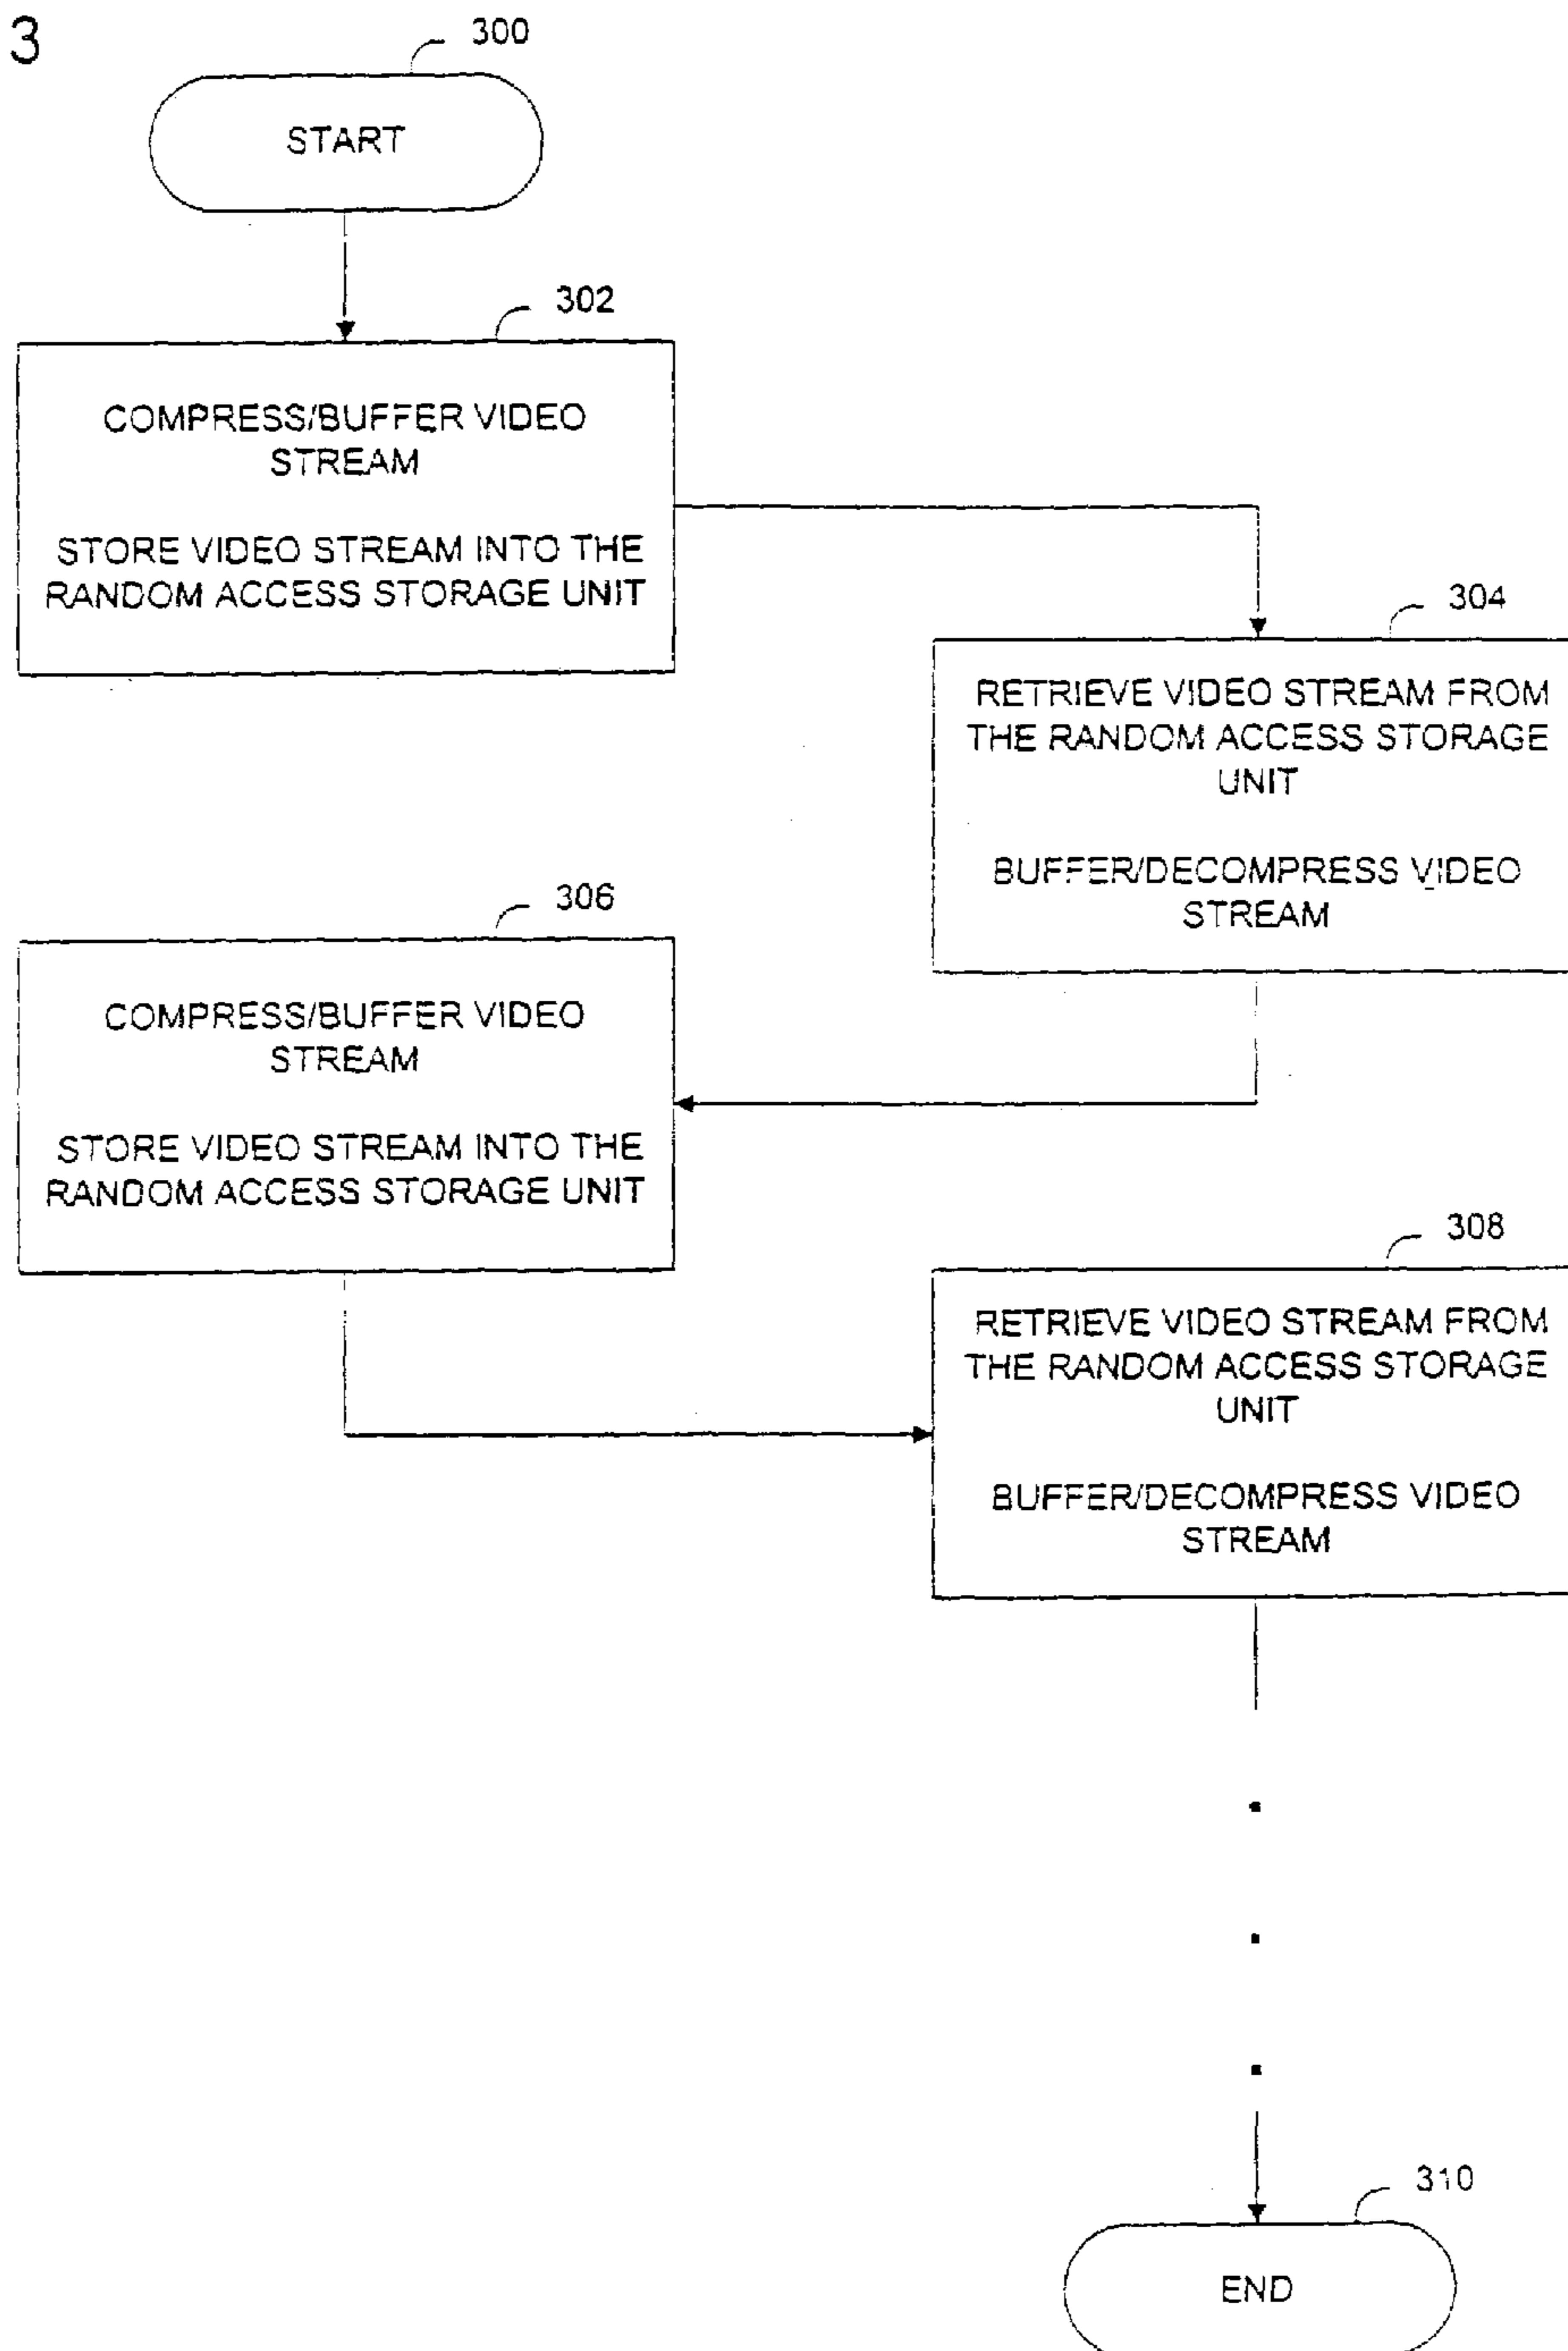 3
300
START
302
COMPRESS/BUFFER VIDEO
STREAM
STORE VIDEO STREAM INTO THE
RANDOM ACCESS STORAGE UNIT
304
RETRIEVE VIDEO STREAM FROM
THE RANDOM ACCESS STORAGE
UNIT
BUFFER/DECOMPRESS VIDEO
STREAM
306
COMPRESS/BUFFER VIDEO
STREAM
STORE VIDEO STREAM INTO THE
RANDOM ACCESS STORAGE UNIT
308
RETRIEVE VIDEO STREAM FROM
THE RANDOM ACCESS STORAGE
UNIT
BUFFER/DECOMPRESS VIDEO
STREAM
310
END